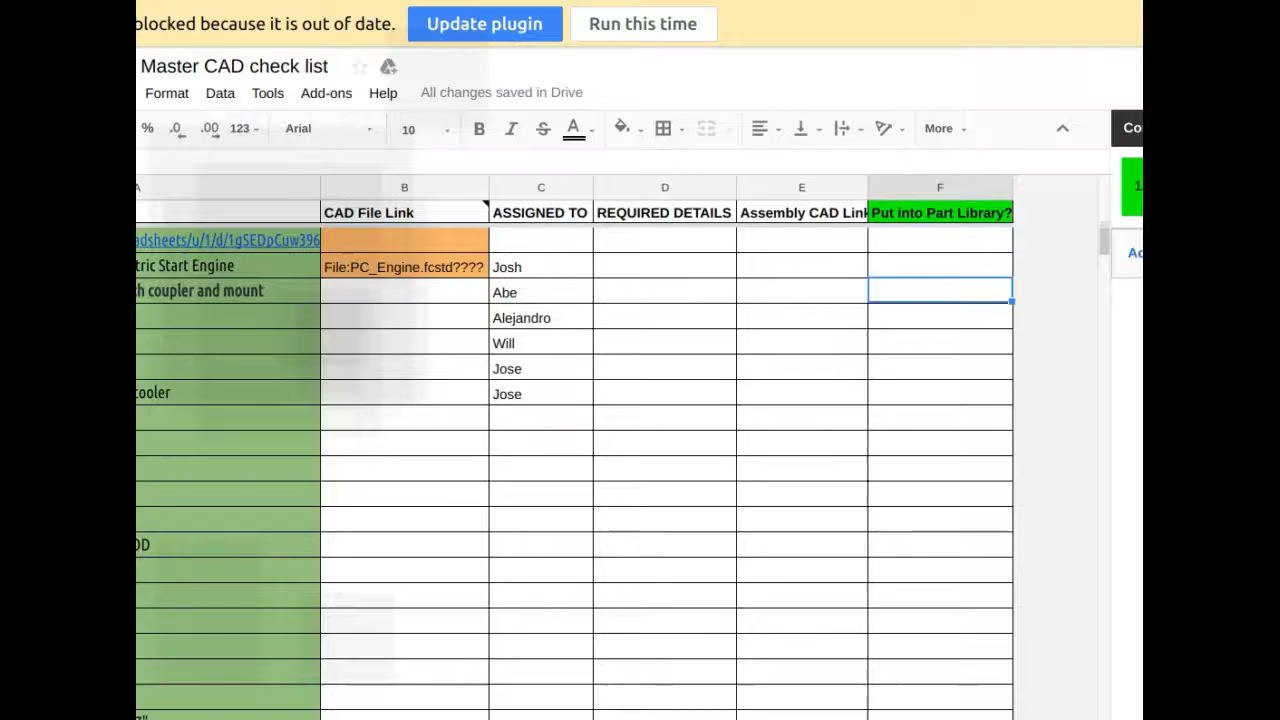 blocked because it is out of date. Update plugin Run this time
Master CAD check list
Format Data Tools Add-ons Help All changes saved in Drive
% .0 .00 123 Arial 10 B I S A More Co
A B C D E F
CAD File Link ASSIGNED TO REQUIRED DETAILS Assembly CAD Link Put into Part Library?
adsheets/u/1/d/1gSEDpCuw396
tric Start Engine File:PC_Engine.fcstd???? Josh
h coupler and mount Abe
Alejandro
Will
Jose
cooler Jose
OD